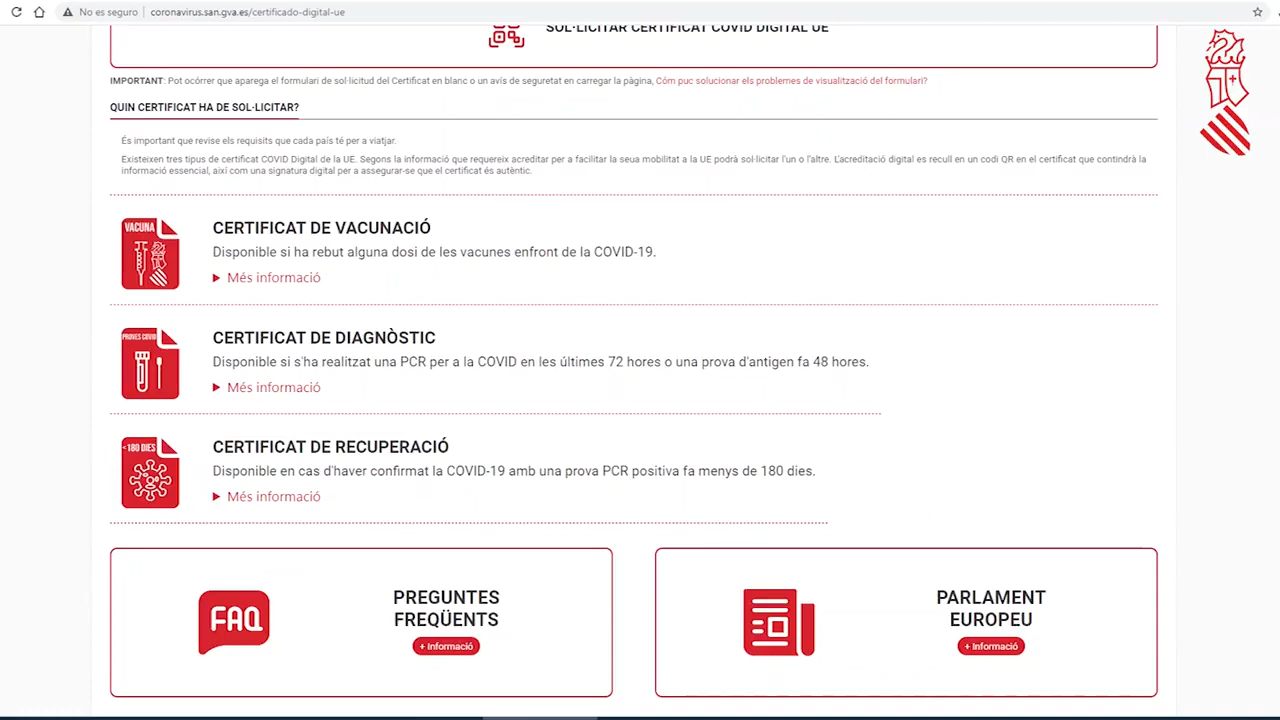 No es seguro
coronavirus.san.gva.es/certificado-digital-ue
SOL·LICITAR CERTIFICAT COVID DIGITAL UE
IMPORTANT: Pot ocórrer que aparega el formulari de sol·licitud del Certificat en blanc o un avís de seguretat en carregar la pàgina, Cóm puc solucionar els problemes de visualització del formulari?
QUIN CERTIFICAT HA DE SOL·LICITAR?
És important que revise els requisits que cada país té per a viatjar.
Existeixen tres tipus de certificat COVID Digital de la UE. Segons la informació que requereix acreditar per a facilitar la seua mobilitat a la UE podrà sol·licitar l'un o l'altre. L'acreditació digital es recull en un codi QR en el certificat que contindrà la
informació essencial, així com una signatura digital per a assegurar-se que el certificat és autèntic.
VACUNA
CERTIFICAT DE VACUNACIÓ
Disponible si ha rebut alguna dosi de les vacunes enfront de la COVID-19.
Més informació
PROVES COVID
CERTIFICAT DE DIAGNÒSTIC
Disponible si s'ha realitzat una PCR per a la COVID en les últimes 72 hores o una prova d'antigen fa 48 hores.
Més informació
<180 DIES
CERTIFICAT DE RECUPERACIÓ
Disponible en cas d'haver confirmat la COVID-19 amb una prova PCR positiva fa menys de 180 dies.
Més informació
FAQ
PREGUNTES
FREQÜENTS
+ Informació
PARLAMENT
EUROPEU
+ Informació